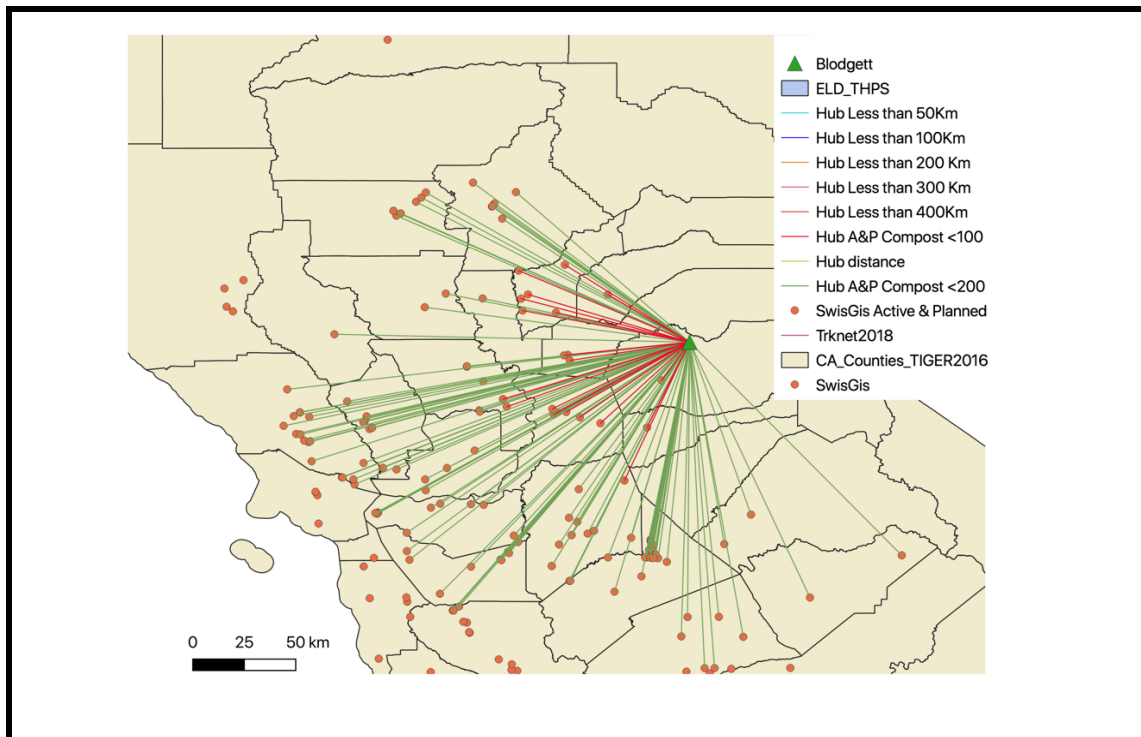 Blodgett
ELD_THPS
Hub Less than 50Km
Hub Less than 100Km
Hub Less than 200 Km
Hub Less than 300 Km
Hub Less than 400Km
Hub A&P Compost <100
Hub distance
Hub A&P Compost <200
SwisGis Active & Planned
Trknet2018
CA_Counties_TIGER2016
SwisGis
0 25 50 km